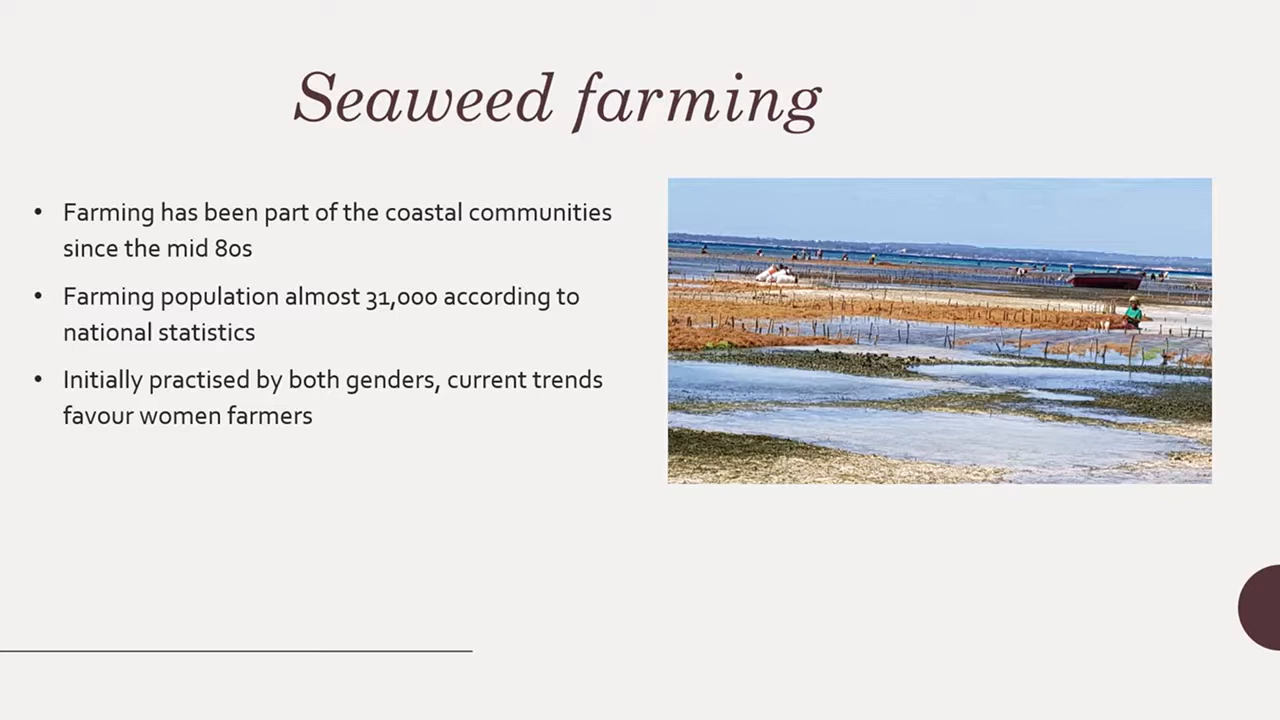 Seaweed farming
• Farming has been part of the coastal communities
since the mid 80s
• Farming population almost 31,000 according to
national statistics
• Initially practised by both genders, current trends
favour women farmers